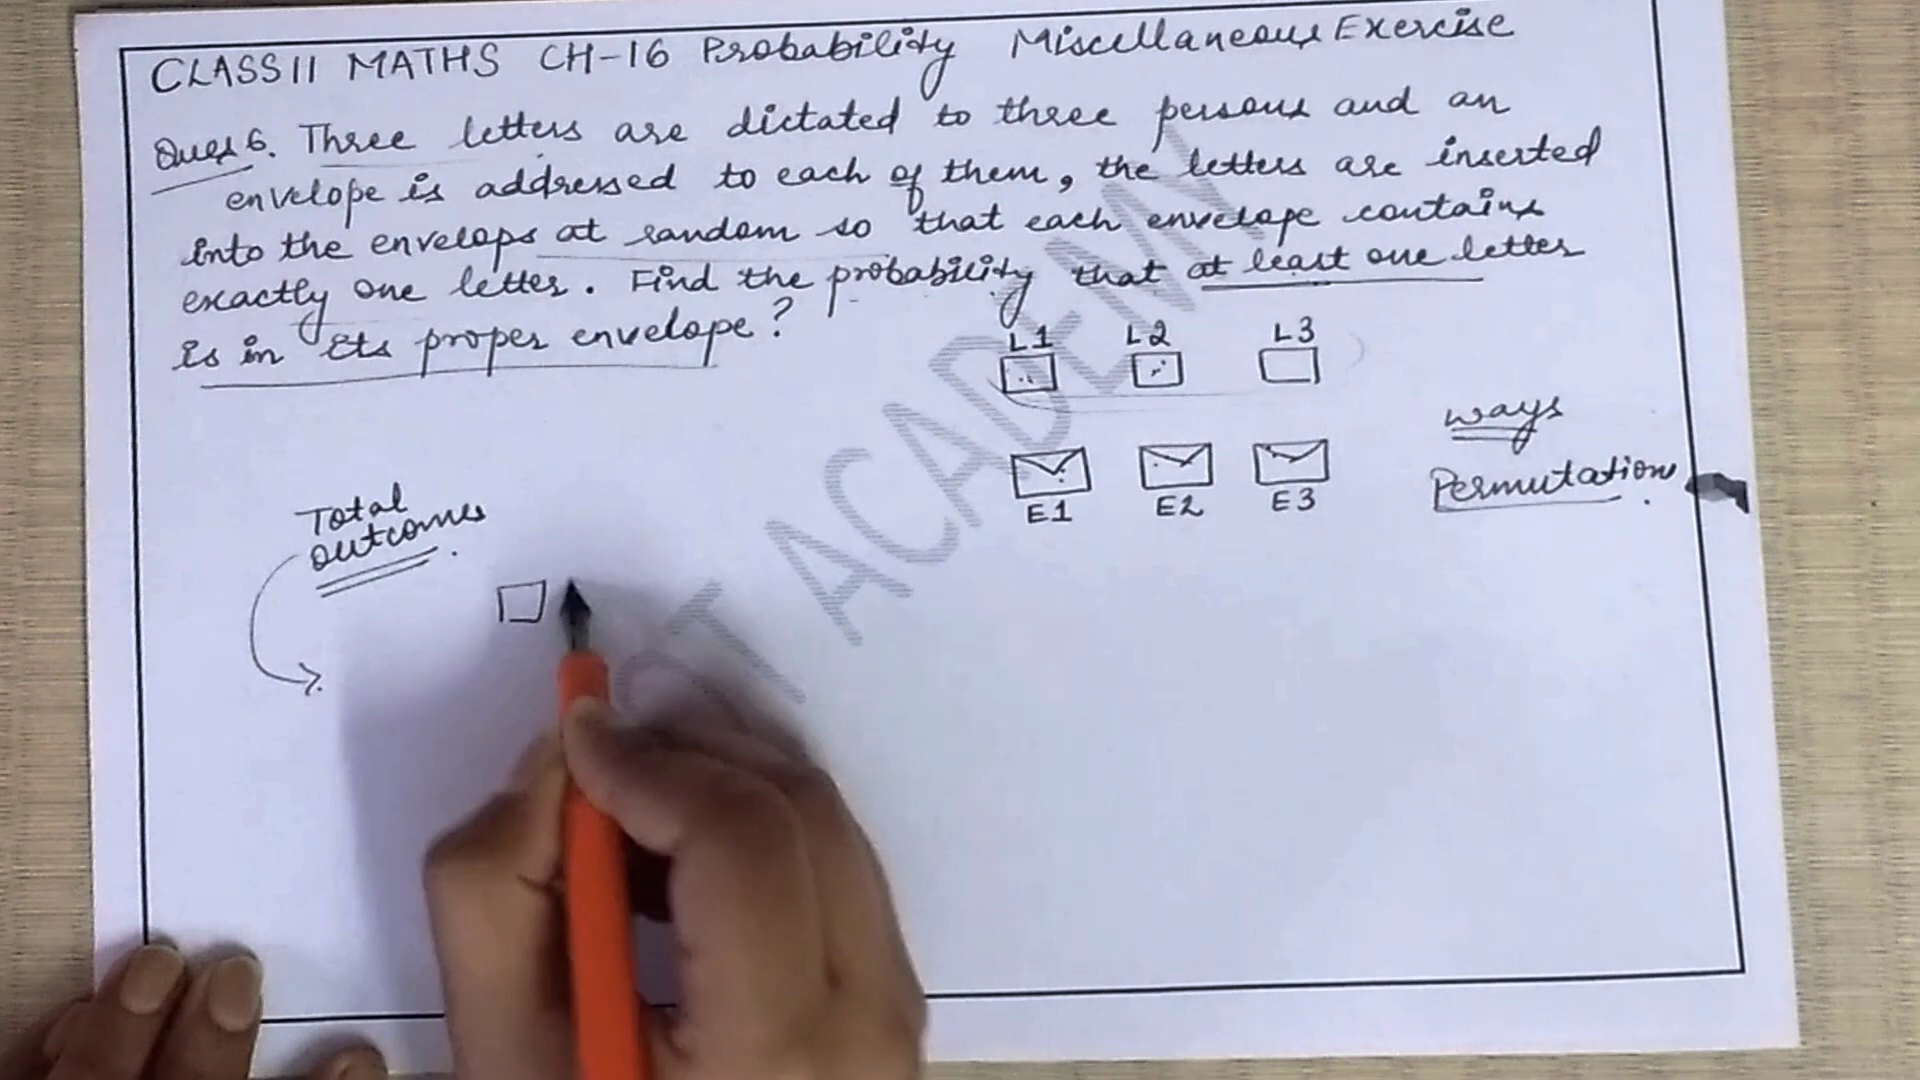 CLASS 11 MATHS CH-16 Probability Miscellaneous Exercise
Ques 6. Three letters are dictated to three persons and an
envelope is addressed to each of them, the letters are inserted
into the envelops at random so that each envelope contains
exactly one letter. Find the probability that at least one letter
is in its proper envelope?
L1 L2 L3
E1 E2 E3
ways
Permutation.
Total
outcomes.
ACADEMY